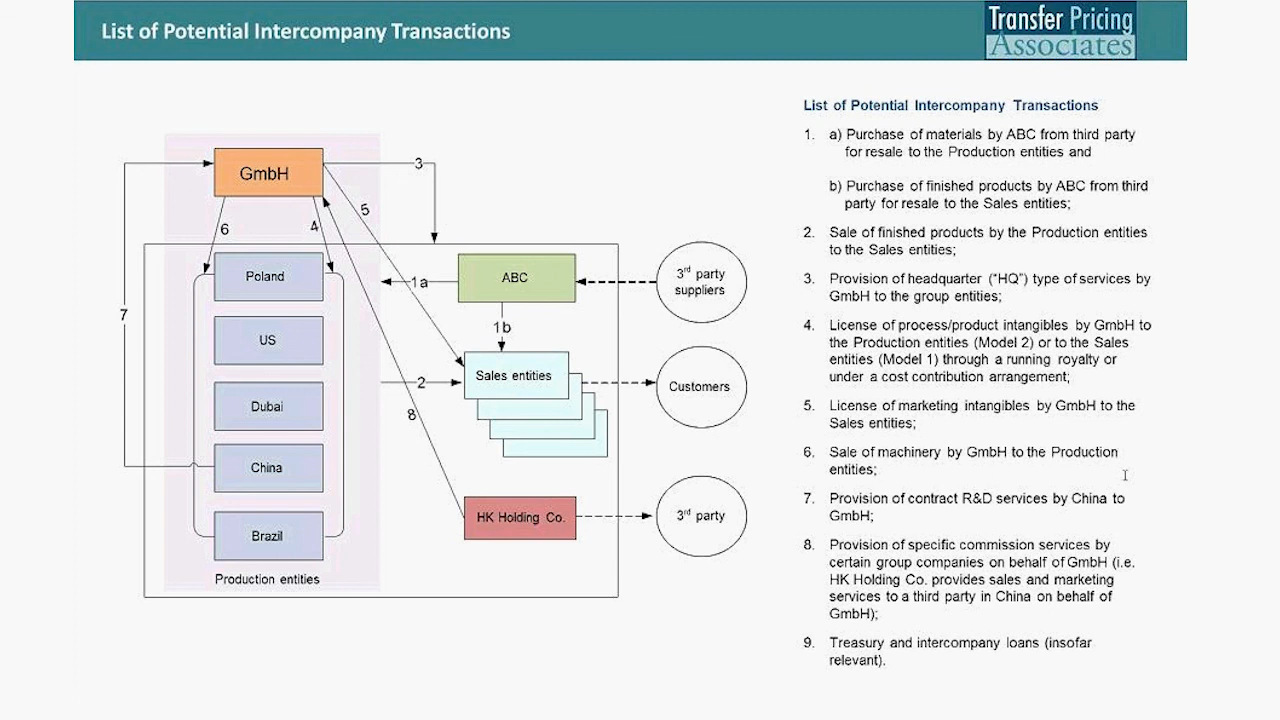 List of Potential Intercompany Transactions
Transfer Pricing
Associates
GmbH
3
5
6
4
Poland
1a
ABC
3rd party
suppliers
7
1b
US
Sales entities
2
Customers
Dubai
8
China
HK Holding Co.
3rd party
Brazil
Production entities
List of Potential Intercompany Transactions
1. a) Purchase of materials by ABC from third party
for resale to the Production entities and
b) Purchase of finished products by ABC from third
party for resale to the Sales entities;
2. Sale of finished products by the Production entities
to the Sales entities;
3. Provision of headquarter ("HQ") type of services by
GmbH to the group entities;
4. License of process/product intangibles by GmbH to
the Production entities (Model 2) or to the Sales
entities (Model 1) through a running royalty or
under a cost contribution arrangement;
5. License of marketing intangibles by GmbH to the
Sales entities;
6. Sale of machinery by GmbH to the Production
entities;
7. Provision of contract R&D services by China to
GmbH;
8. Provision of specific commission services by
certain group companies on behalf of GmbH (i.e.
HK Holding Co. provides sales and marketing
services to a third party in China on behalf of
GmbH);
9. Treasury and intercompany loans (insofar
relevant).